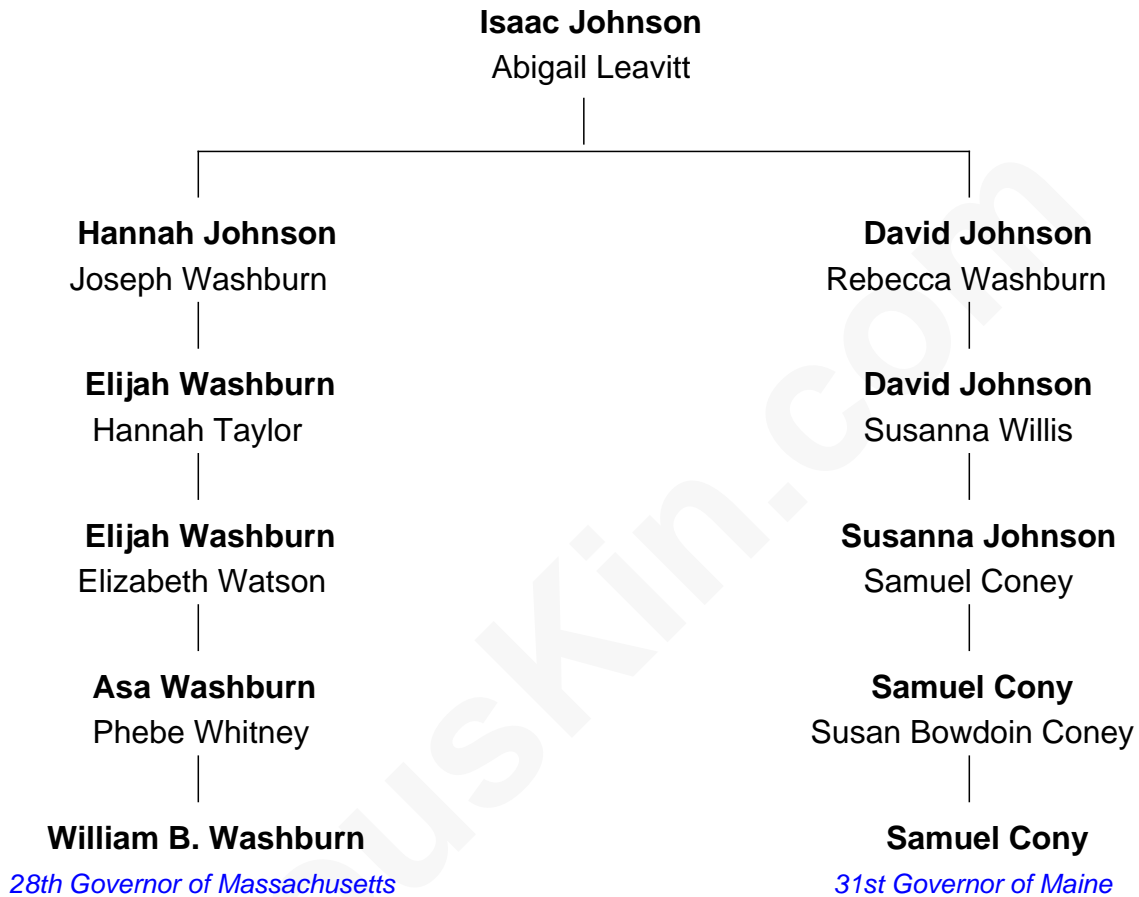 Isaac Johnson
Abigail Leavitt
Hannah Johnson
Joseph Washburn
David Johnson
Rebecca Washburn
Elijah Washburn
Hannah Taylor
David Johnson
Susanna Willis
Elijah Washburn
Elizabeth Watson
Susanna Johnson
Samuel Coney
Asa Washburn
Phebe Whitney
Samuel Cony
Susan Bowdoin Coney
William B. Washburn
28th Governor of Massachusetts
Samuel Cony
31st Governor of Maine